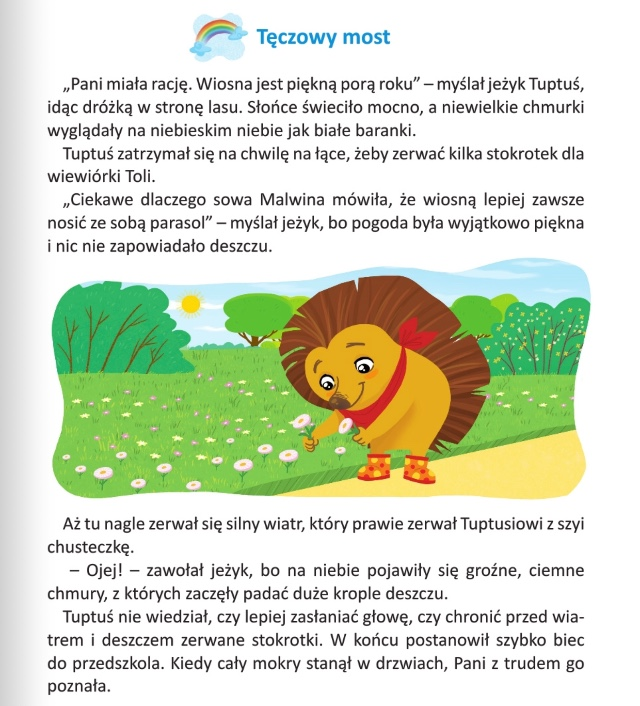 Tęczowy most
„Pani miała rację. Wiosna jest piękną porą roku” – myślał jeżyk Tuptuś,
idąc dróżką w stronę lasu. Słońce świeciło mocno, a niewielkie chmurki
wyglądały na niebieskim niebie jak białe baranki.
Tuptuś zatrzymał się na chwilę na łące, żeby zerwać kilka stokrotek dla
wiewiórki Toli.
„Ciekawe dlaczego sowa Malwina mówiła, że wiosną lepiej zawsze
nosić ze sobą parasol” – myślał jeżyk, bo pogoda była wyjątkowo piękna
i nic nie zapowiadało deszczu.
Aż tu nagle zerwał się silny wiatr, który prawie zerwał Tuptusiowi z szyi
chusteczkę.
– Ojej! – zawołał jeżyk, bo na niebie pojawiły się groźne, ciemne
chmury, z których zaczęły padać duże krople deszczu.
Tuptuś nie wiedział, czy lepiej zasłaniać głowę, czy chronić przed wia-
trem i deszczem zerwane stokrotki. W końcu postanowił szybko biec
do przedszkola. Kiedy cały mokry stanął w drzwiach, Pani z trudem go
poznała.